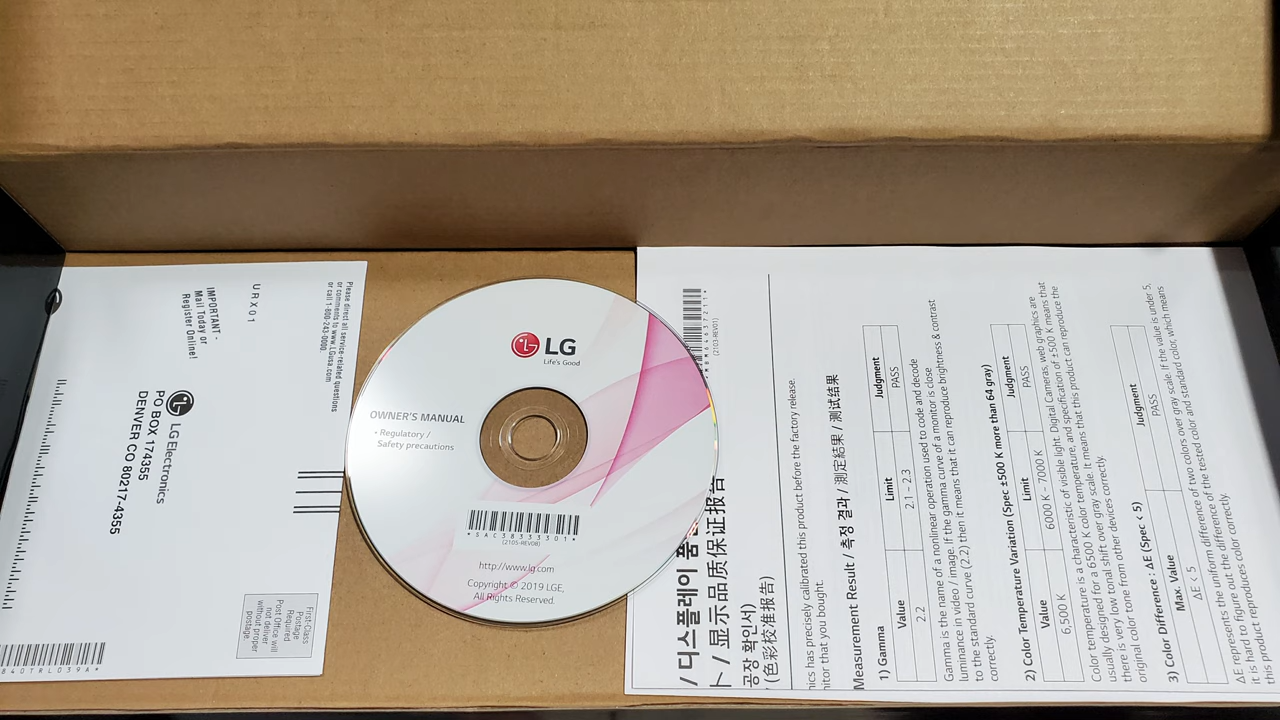 Please direct all service-related questions
or comments to www.LGusa.com
or call 1-800-243-0000.
URX01
IMPORTANT -
Mail Today or
Register Online!
LG Electronics
PO BOX 174355
DENVER CO 80217-4355
First-Class
Postage
Required
Post Office will
not deliver
without proper
postage.
840TRL039A*
LG
Life's Good
OWNER'S MANUAL
• Regulatory /
Safety precautions
*SAC38333301*
(2105-REV08)
http://www.lg.com
Copyright © 2019 LGE,
All Rights Reserved.
(2103-REV01)
/ 디스플레이 품
/ 显示品质保证报告
공장 확인서)
(色彩校准报告)
nics has precisely calibrated this product before the factory release.
nitor that you bought.
Measurement Result / 측정 결과 / 測定結果 / 测试结果
1) Gamma
Value Limit Judgment
2.2 2.1 ~ 2.3 PASS
Gamma is the name of a nonlinear operation used to code and decode
luminance in video / image. If the gamma curve of a monitor is close
to the standard curve (2.2) then it means that it can reproduce brightness & contrast
correctly.
2) Color Temperature Variation (Spec ±500 K more than 64 gray)
Value Limit Judgment
6,500 K 6000 K ~ 7000 K PASS
Color temperature is a characteristic of visible light. Digital Cameras, web graphics are
usually designed for a 6500 K color temperature, and specification of ±500 K means that
there is very low tonal shift over gray scale. It means that this product can reproduce the
original color tone from other devices correctly.
3) Color Difference : ΔE (Spec < 5)
Max. Value Judgment
ΔE < 5 PASS
ΔE represents the uniform difference of two colors over gray scale. If the value is under 5,
it is hard to figure out the difference of the tested color and standard color, which means
this product reproduces color correctly.